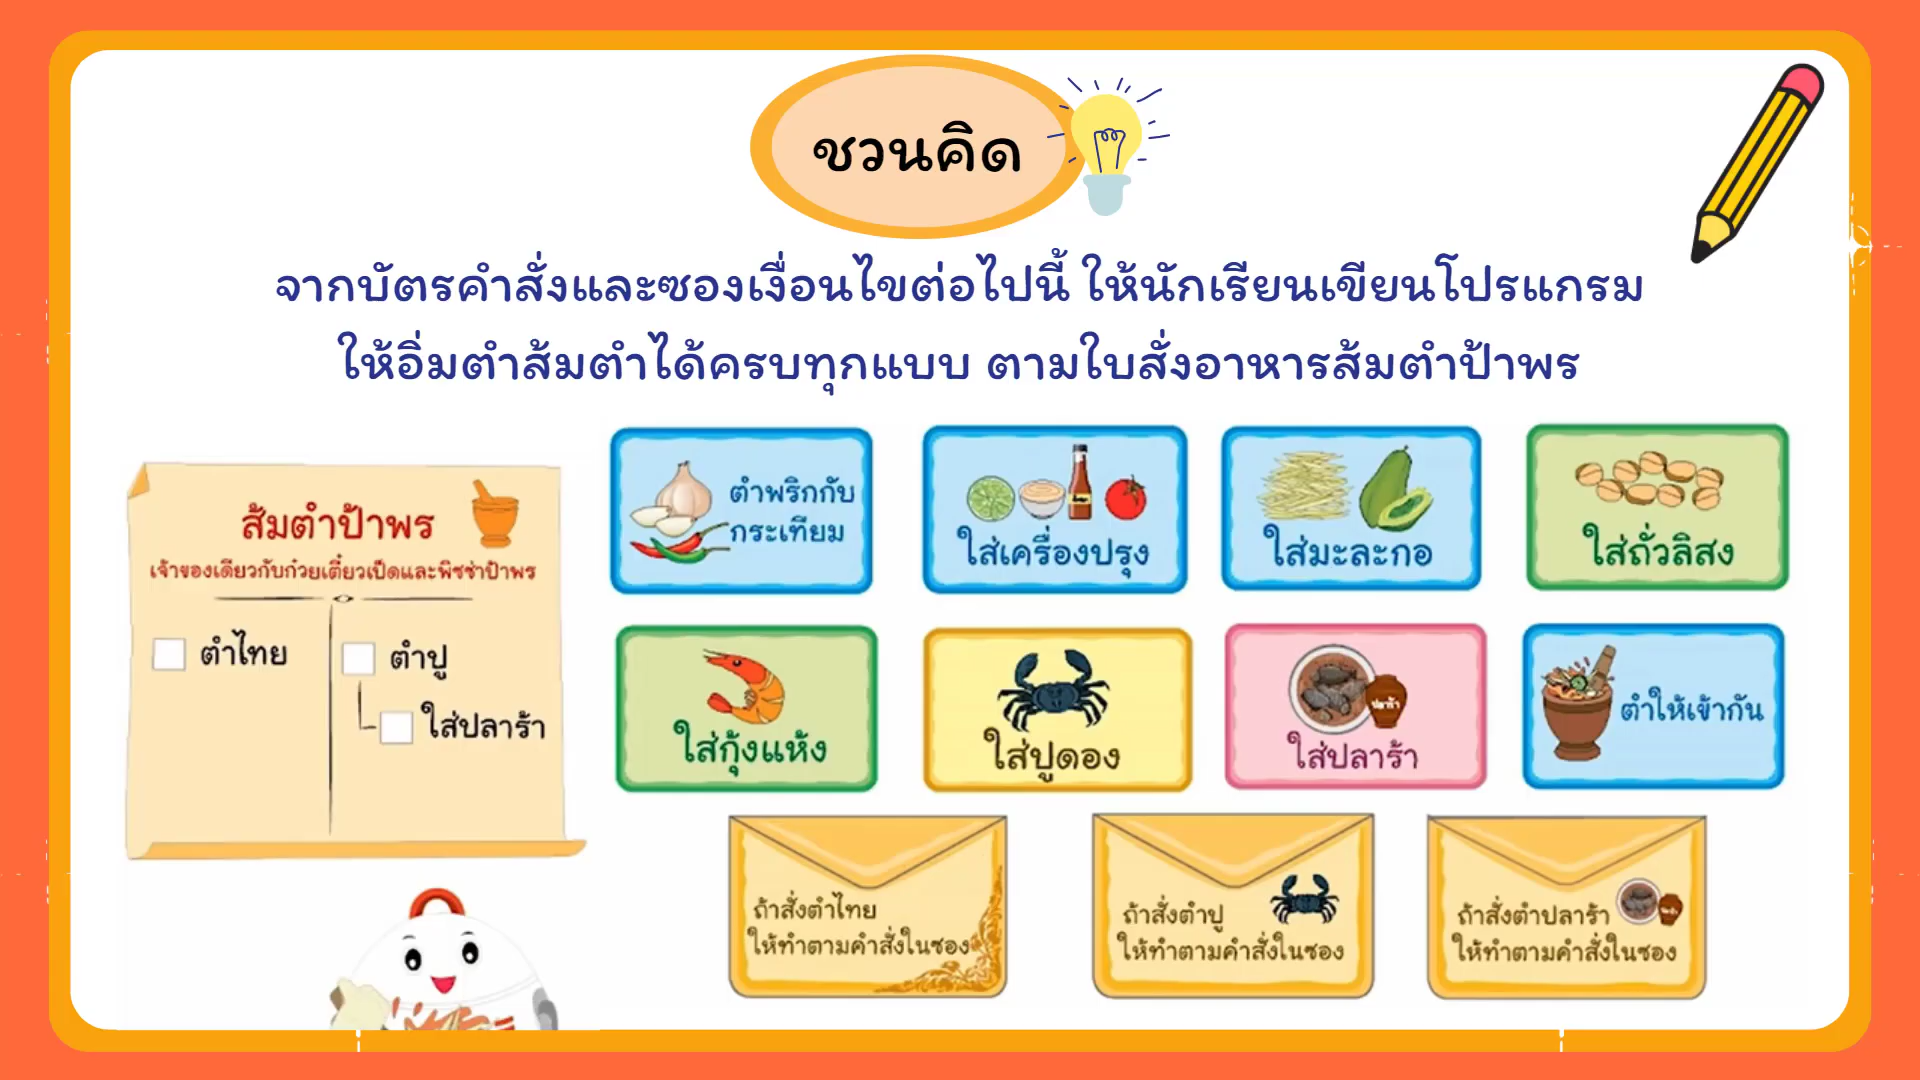 ชวนคิด
จากบัตรคำสั่งและซองเงื่อนไขต่อไปนี้ ให้นักเรียนเขียนโปรแกรม
ให้อิ่มตำส้มตำได้ครบทุกแบบ ตามใบสั่งอาหารส้มตำป้าพร
ส้มตำป้าพร
เจ้าของเดียวกับก๋วยเตี๋ยวเป็ดและพิซซ่าป้าพร
ตำไทย
ตำปู
ใส่ปลาร้า
ตำพริกกับ
กระเทียม
ใส่เครื่องปรุง
ใส่มะละกอ
ใส่ถั่วลิสง
ใส่กุ้งแห้ง
ใส่ปูดอง
ปลาร้า
ใส่ปลาร้า
ตำให้เข้ากัน
ถ้าสั่งตำไทย
ให้ทำตามคำสั่งในซอง
ถ้าสั่งตำปู
ให้ทำตามคำสั่งในซอง
ถ้าสั่งตำปลาร้า
ให้ทำตามคำสั่งในซอง